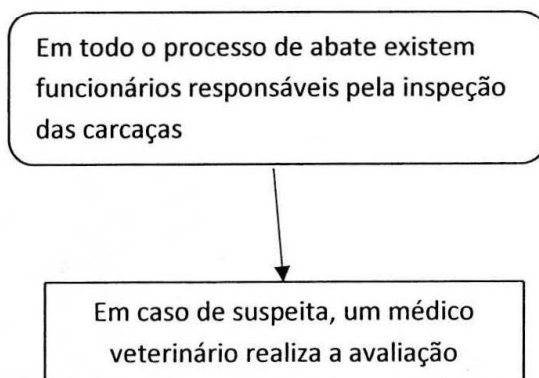 Em todo o processo de abate existem
funcionários responsáveis pela inspeção
das carcaças
Em caso de suspeita, um médico
veterinário realiza a avaliação